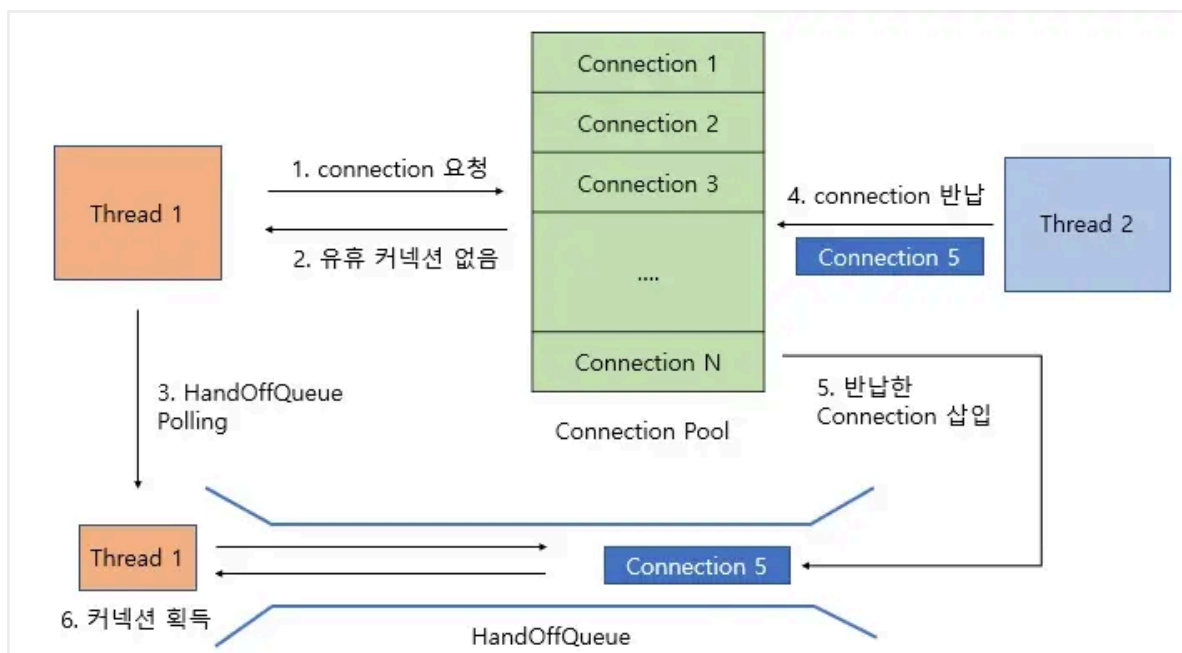 Connection 1
Connection 2
Connection 3
....
Connection N
Connection Pool
Thread 1
1. connection 요청
2. 유휴 커넥션 없음
3. HandOffQueue
Polling
4. connection 반납
Connection 5
Thread 2
5. 반납한
Connection 삽입
Thread 1
Connection 5
6. 커넥션 획득
HandOffQueue